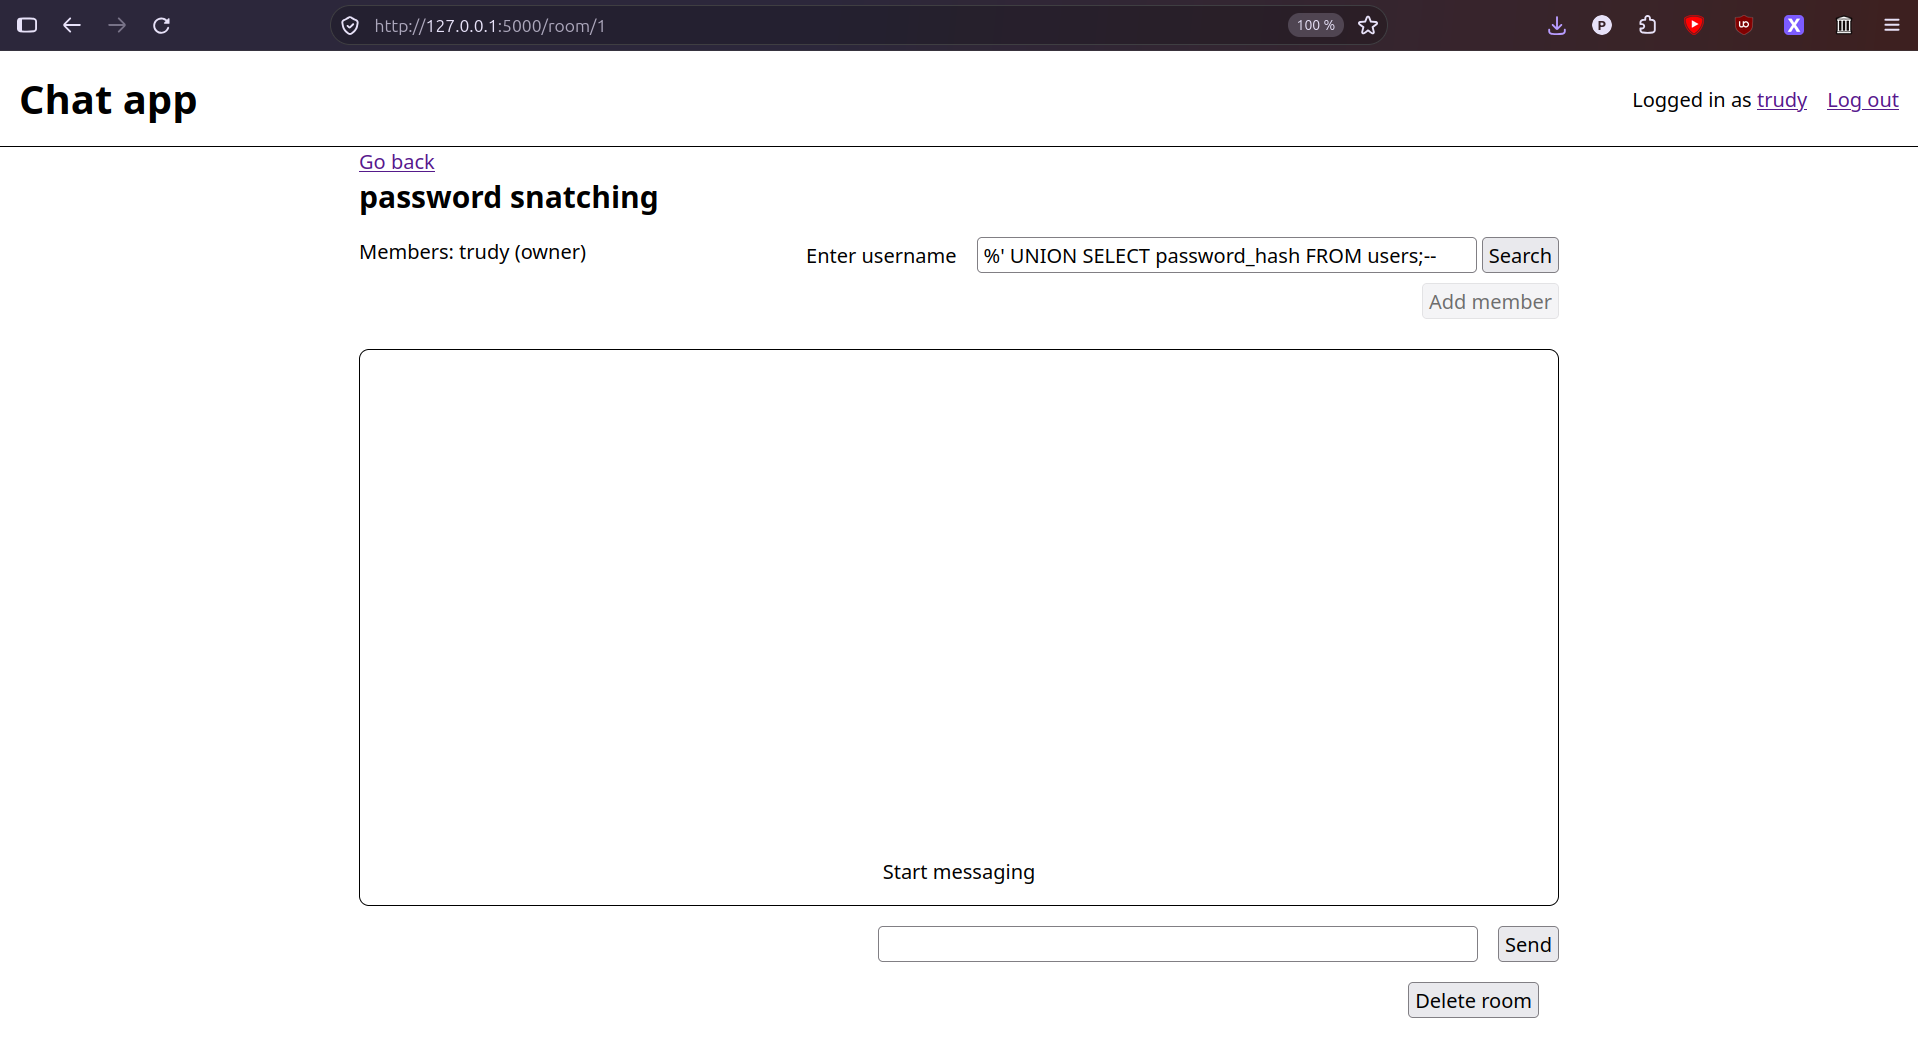 http://127.0.0.1:5000/room/1
100 %
Chat app
Logged in as trudy Log out
Go back
password snatching
Members: trudy (owner)
Enter username %' UNION SELECT password_hash FROM users;-- Search
Add member
Start messaging
Send
Delete room